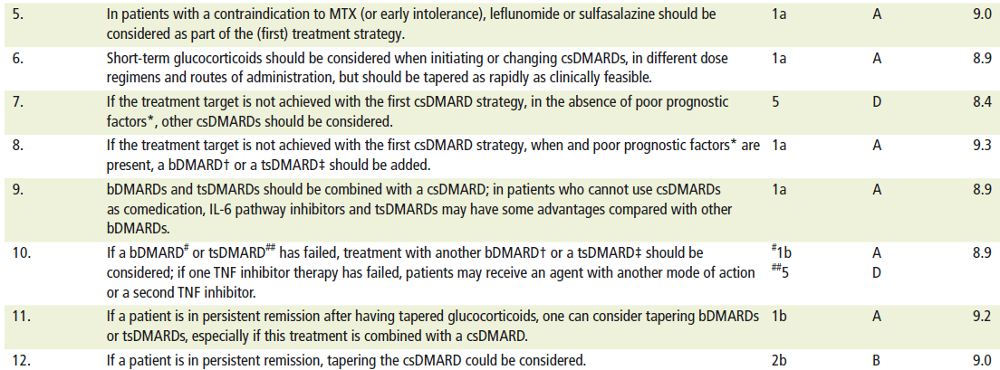 5. In patients with a contraindication to MTX (or early intolerance), leflunomide or sulfasalazine should be 1a A 9.0
considered as part of the (first) treatment strategy.
6. Short-term glucocorticoids should be considered when initiating or changing csDMARDs, in different dose 1a A 8.9
regimens and routes of administration, but should be tapered as rapidly as clinically feasible.
7. If the treatment target is not achieved with the first csDMARD strategy, in the absence of poor prognostic 5 D 8.4
factors*, other csDMARDs should be considered.
8. If the treatment target is not achieved with the first csDMARD strategy, when and poor prognostic factors* are 1a A 9.3
present, a bDMARD† or a tsDMARD‡ should be added.
9. bDMARDs and tsDMARDs should be combined with a csDMARD; in patients who cannot use csDMARDs 1a A 8.9
as comedication, IL-6 pathway inhibitors and tsDMARDs may have some advantages compared with other
bDMARDs.
10. If a bDMARD# or tsDMARD## has failed, treatment with another bDMARD† or a tsDMARD‡ should be #1b A 8.9
considered; if one TNF inhibitor therapy has failed, patients may receive an agent with another mode of action ##5 D
or a second TNF inhibitor.
11. If a patient is in persistent remission after having tapered glucocorticoids, one can consider tapering bDMARDs 1b A 9.2
or tsDMARDs, especially if this treatment is combined with a csDMARD.
12. If a patient is in persistent remission, tapering the csDMARD could be considered. 2b B 9.0